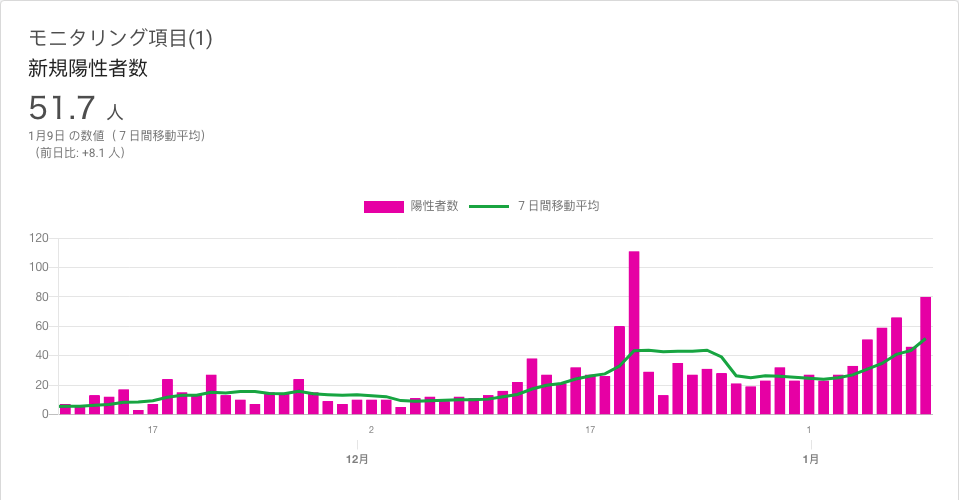 モニタリング項目(1)
新規陽性者数
51.7 人
1月9日 の数値（７日間移動平均）
（前日比: +8.1 人）
陽性者数 ７日間移動平均
120
100
80
60
40
20
0
17 2 17 1
12月 1月